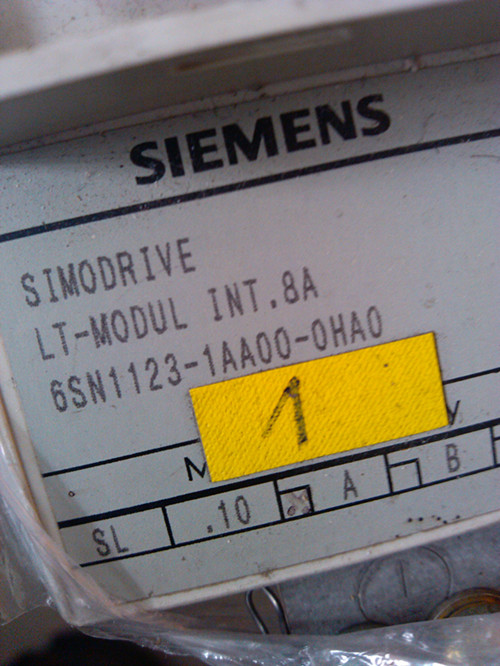 SIEMENS
SIMODRIVE
LT-MODUL INT.8A
6SN1123-1AA00-0HA0
1
SL .10 A B